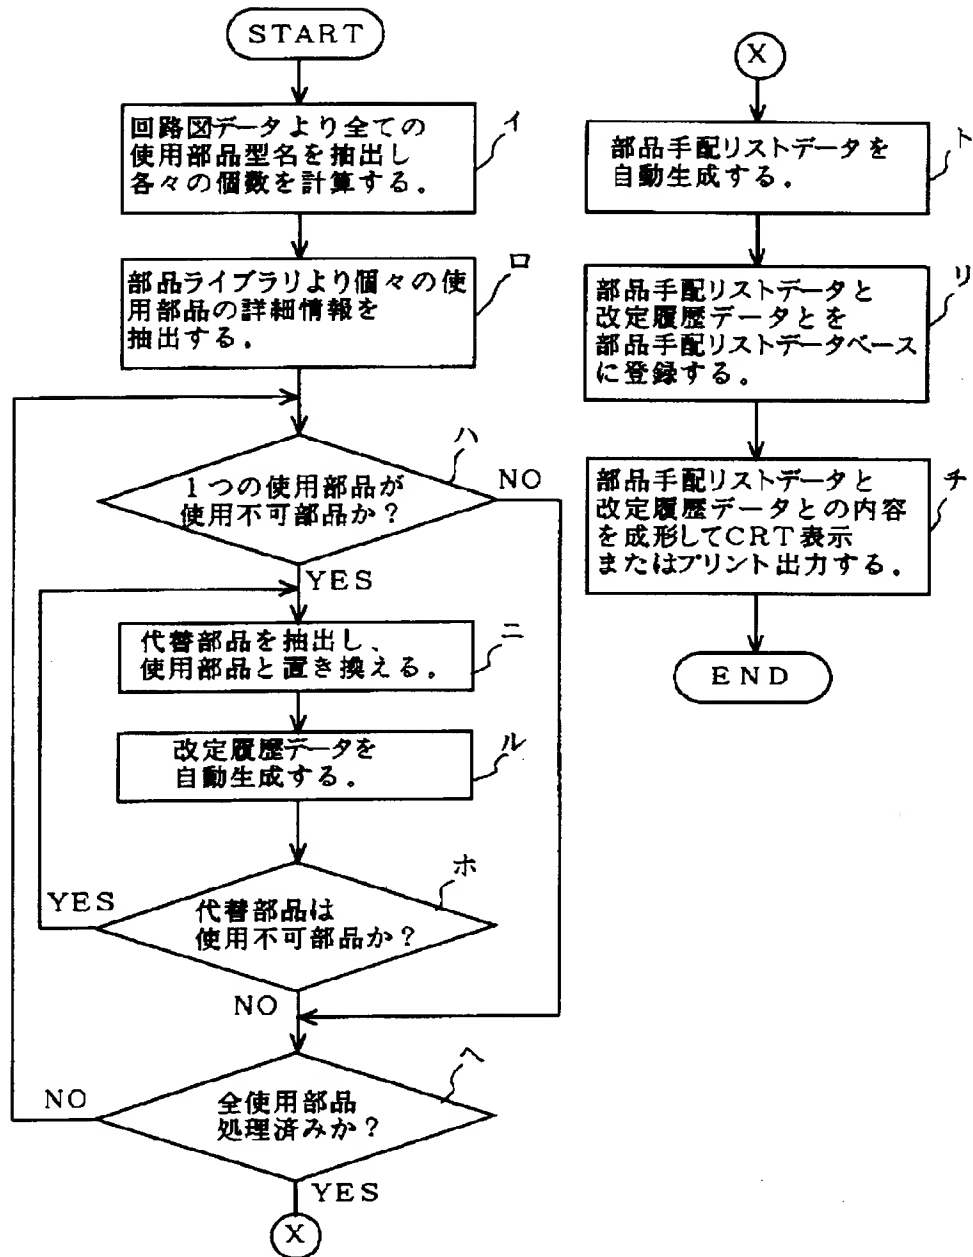 START
回路図データより全ての
使用部品型名を抽出し
各々の個数を計算する。
イ
部品ライブラリより個々の使
用部品の詳細情報を
抽出する。
ロ
1つの使用部品が
使用不可部品か?
ハ
NO
YES
代替部品を抽出し、
使用部品と置き換える。
ニ
改定履歴データを
自動生成する。
ル
代替部品は
使用不可部品か?
ホ
YES
NO
全使用部品
処理済みか?
ヘ
NO
YES
X
X
部品手配リストデータを
自動生成する。
ト
部品手配リストデータと
改定履歴データとを
部品手配リストデータベース
に登録する。
リ
部品手配リストデータと
改定履歴データとの内容
を成形してCRT表示
またはプリント出力する。
チ
END